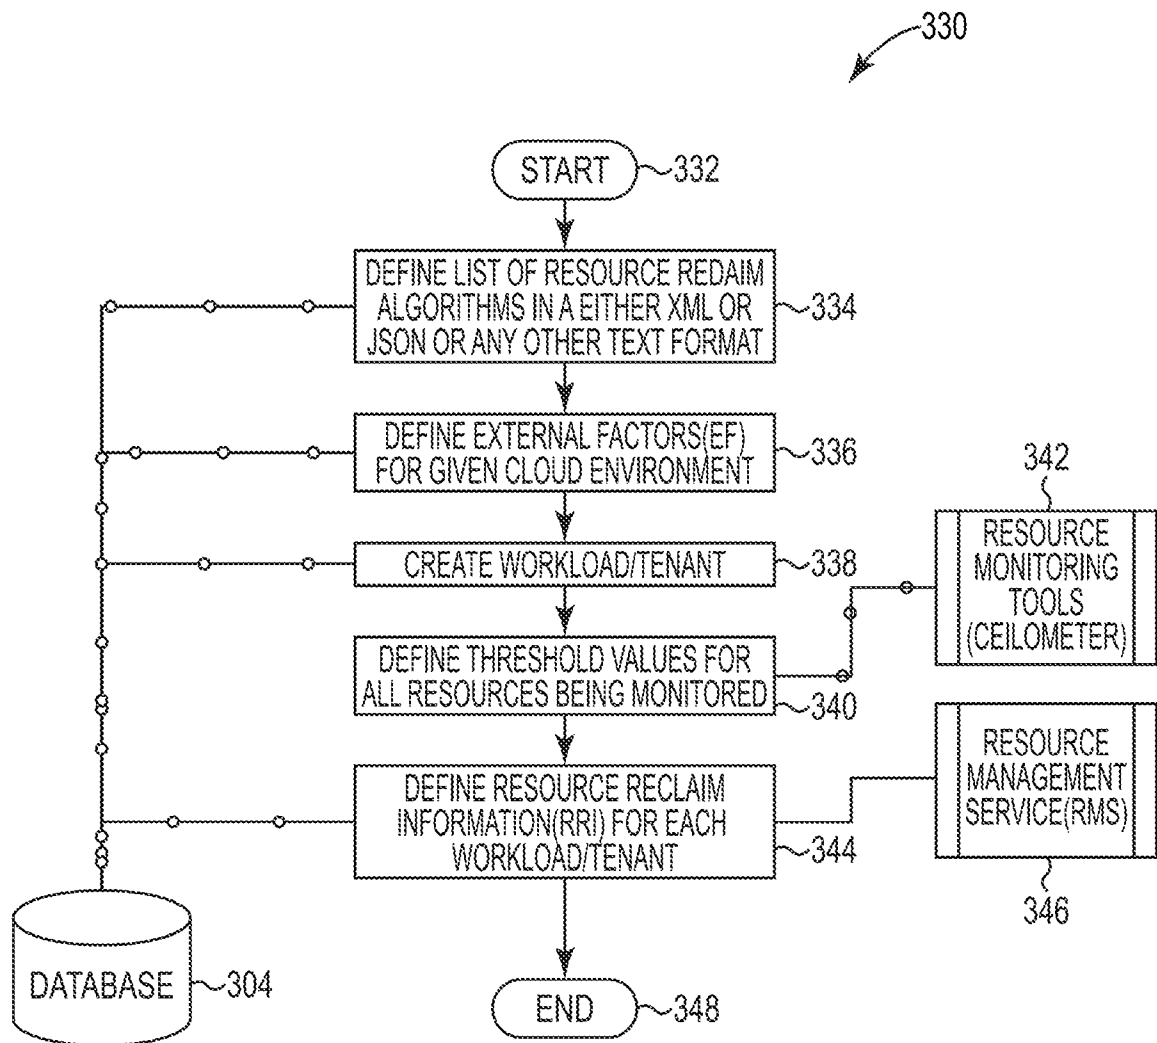 330
START
332
DEFINE LIST OF RESOURCE REDAIM
ALGORITHMS IN A EITHER XML OR
JSON OR ANY OTHER TEXT FORMAT
334
DEFINE EXTERNAL FACTORS(EF)
FOR GIVEN CLOUD ENVIRONMENT
336
CREATE WORKLOAD/TENANT
338
DEFINE THRESHOLD VALUES FOR
ALL RESOURCES BEING MONITORED
340
342
RESOURCE
MONITORING
TOOLS
(CEILOMETER)
DEFINE RESOURCE RECLAIM
INFORMATION(RRI) FOR EACH
WORKLOAD/TENANT
344
RESOURCE
MANAGEMENT
SERVICE(RMS)
346
DATABASE
304
END
348